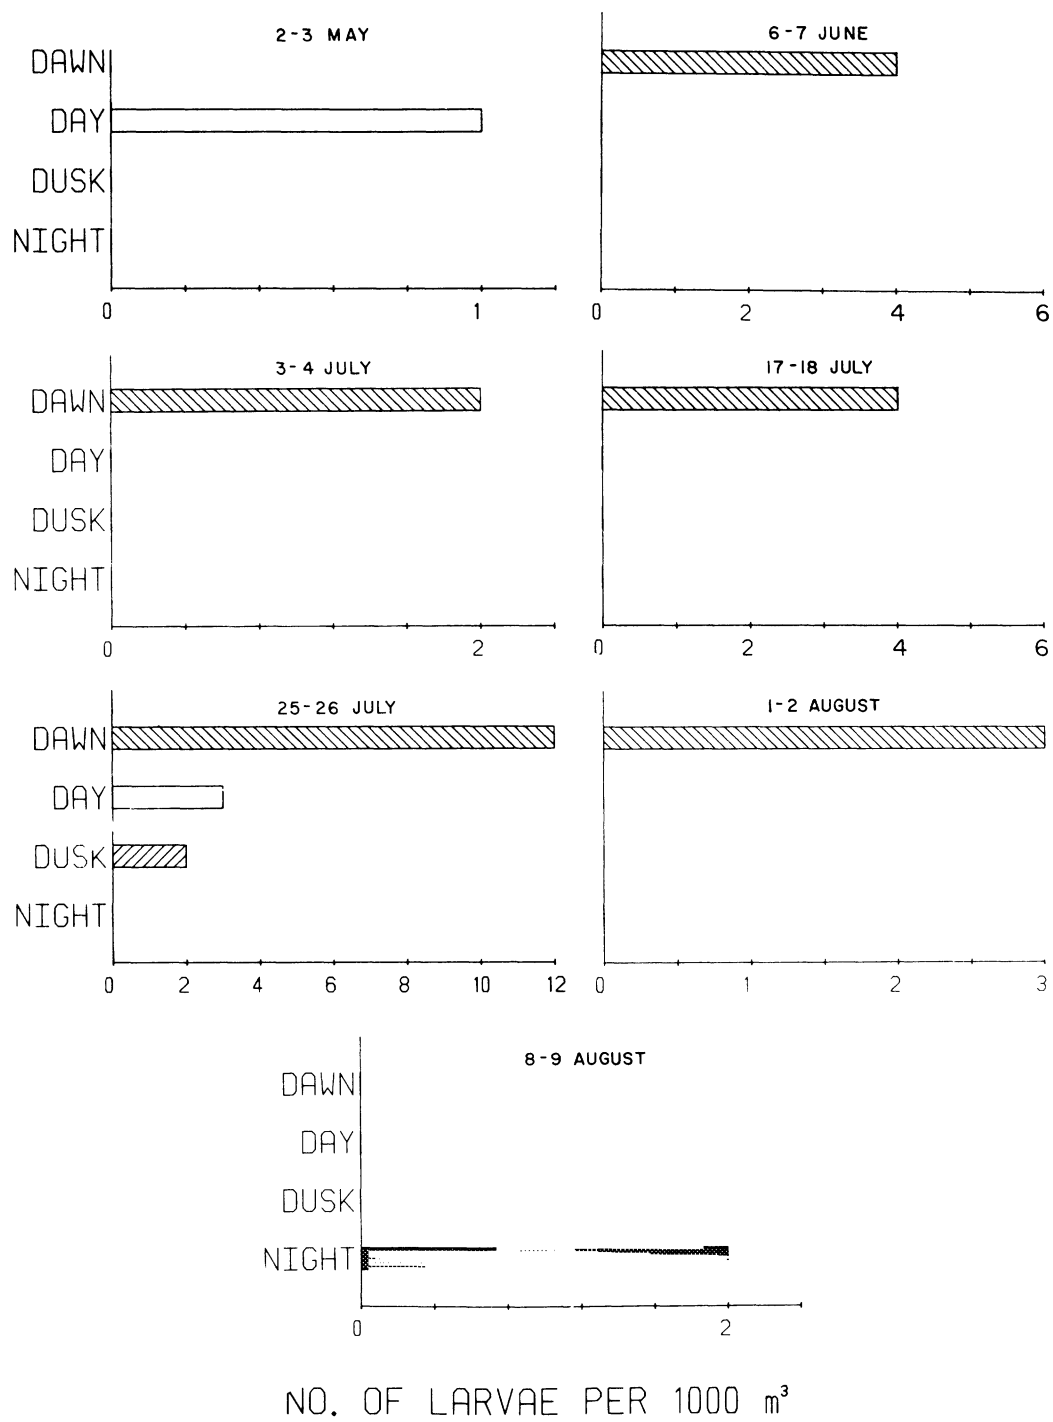 2-3 MAY
DAWN
DAY
DUSK
NIGHT
0 1
6-7 JUNE
0 2 4 6
3-4 JULY
DAWN
DAY
DUSK
NIGHT
0 2
17-18 JULY
0 2 4 6
25-26 JULY
DAWN
DAY
DUSK
NIGHT
0 2 4 6 8 10 12
1-2 AUGUST
0 1 2 3
8-9 AUGUST
DAWN
DAY
DUSK
NIGHT
0 2
NO. OF LARVAE PER 1000 m³